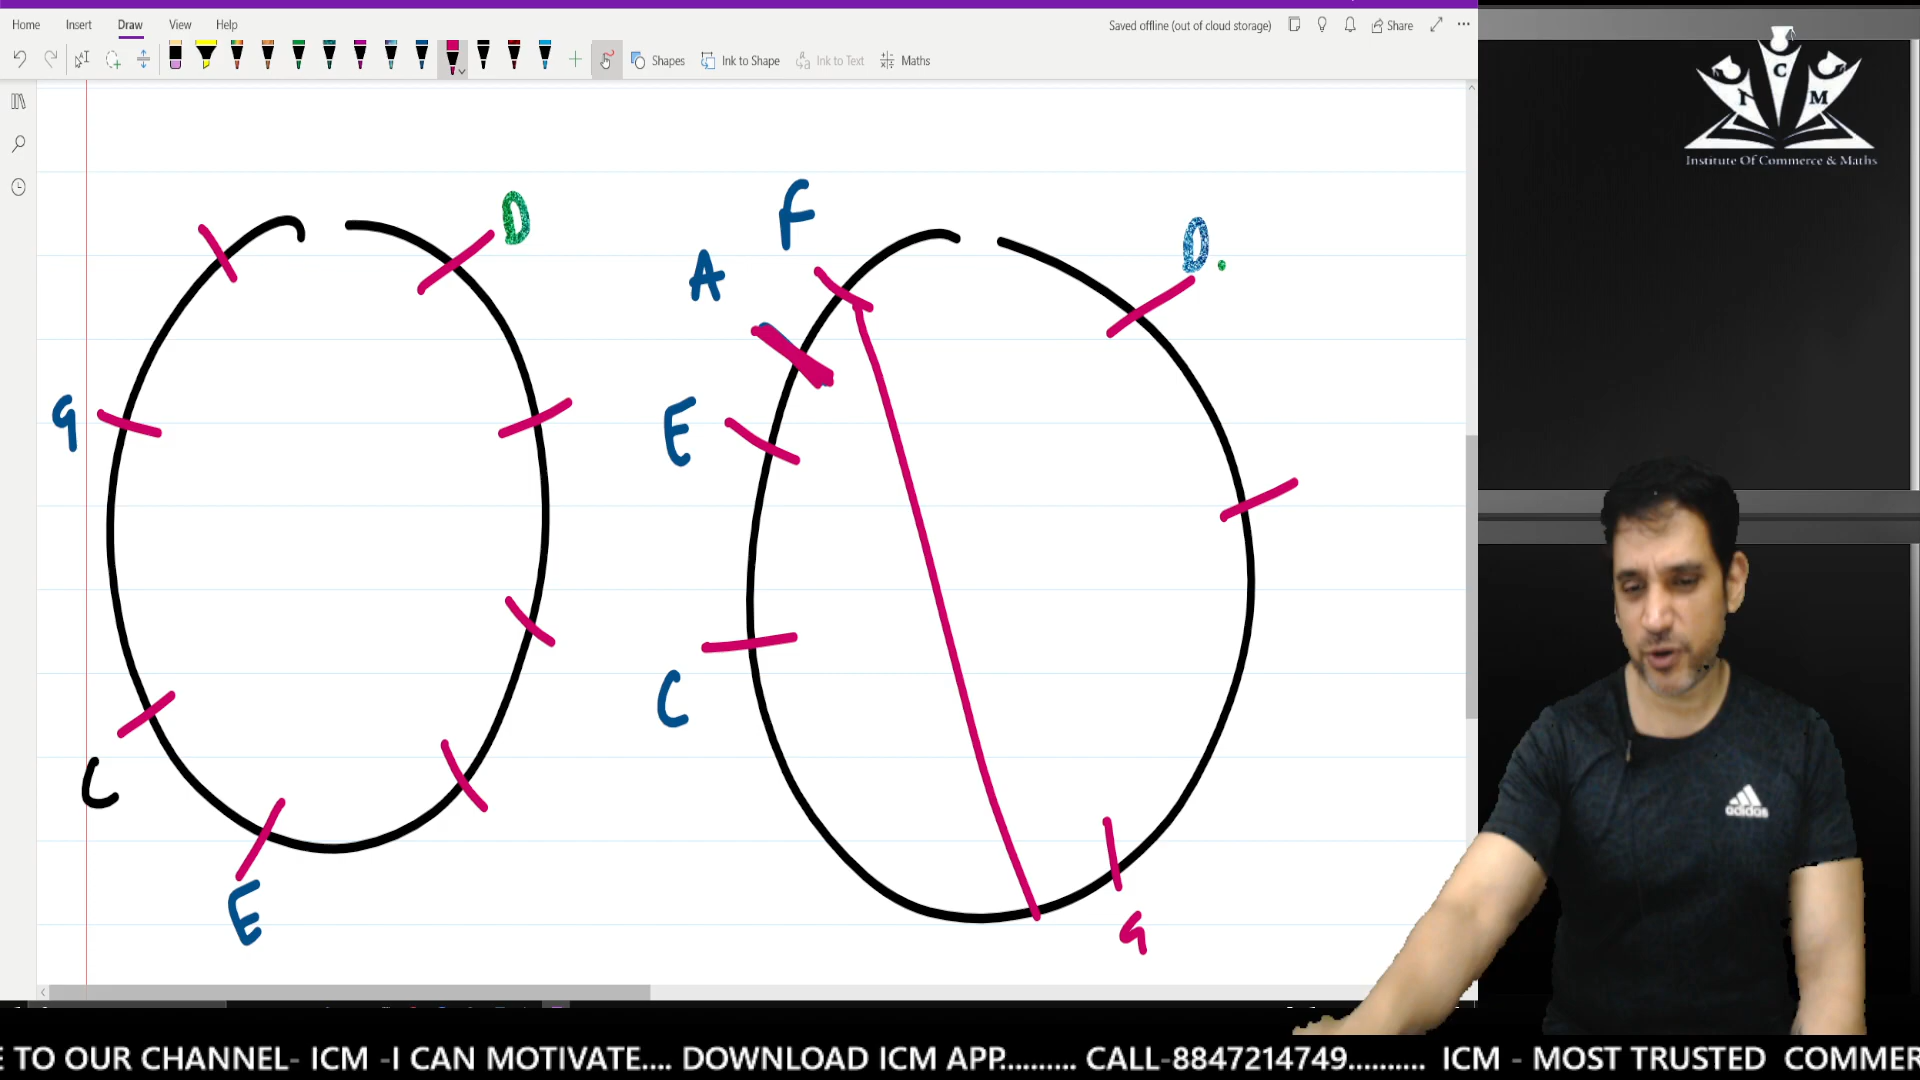 Home Insert Draw View Help
Saved offline (out of cloud storage) Share
Shapes Ink to Shape Ink to Text Maths
I C M
Institute Of Commerce & Maths
D
F
D.
A
q
E
C
C
E
q
adidas
E TO OUR CHANNEL- ICM -I CAN MOTIVATE.... DOWNLOAD ICM APP.......... CALL-8847214749.......... ICM - MOST TRUSTED COMMER